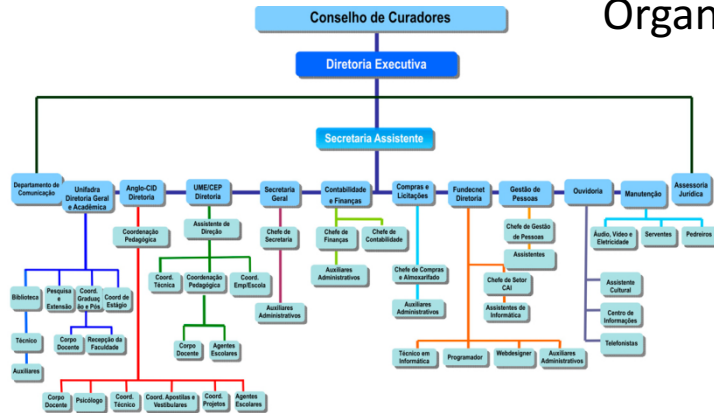 Organ
Conselho de Curadores
Diretoria Executiva
Secretaria Assistente
Departamento de
Comunicação
Unifadra
Diretoria Geral
e Acadêmica
Anglo-CID
Diretoria
UME/CEP
Diretoria
Secretaria
Geral
Contabilidade
e Finanças
Compras e
Licitações
Fundecnet
Diretoria
Gestão de
Pessoas
Ouvidoria
Manutenção
Assessoria
Jurídica
Coordenação
Pedagógica
Assistente de
Direção
Chefe de
Secretaria
Chefe de
Finanças
Chefe da
Contabilidade
Chefe de Gestão
de Pessoas
Assistentes
Áudio, Vídeo e
Eletricidade
Serventes
Pedreiros
Biblioteca
Pesquisa
e
Extensão
Coord.
Graduaç
ão e Pós
Coord de
Estágio
Coord.
Técnica
Coordenação
Pedagógica
Coord.
Emp/Escola
Auxiliares
Administrativos
Chefe de Compras
e Almoxarifado
Chefe de Setor
CAI
Assistente
Cultural
Auxiliares
Administrativos
Auxiliares
Administrativos
Assistentes de
Informática
Centro de
Informações
Técnico
Corpo
Docente
Recepção da
Faculdade
Corpo
Docente
Agentes
Escolares
Técnico em
Informática
Programador
Webdesigner
Auxiliares
Administrativos
Telefonistas
Auxiliares
Corpo
Docente
Psicólogo
Coord.
Técnico
Coord. Apostilas e
Vestibulares
Coord.
Projetos
Agentes
Escolares